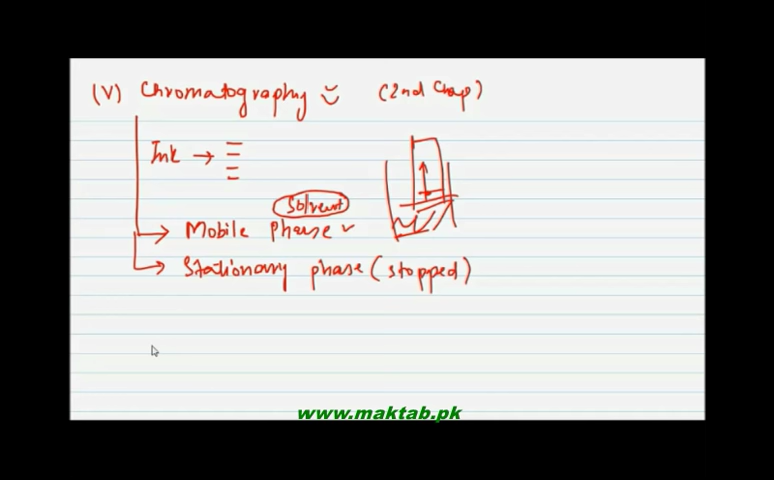 (V) Chromatography (2nd Chap)
Ink →
Solvent
Mobile Phase
Stationary phase (stopped)
www.maktab.pk